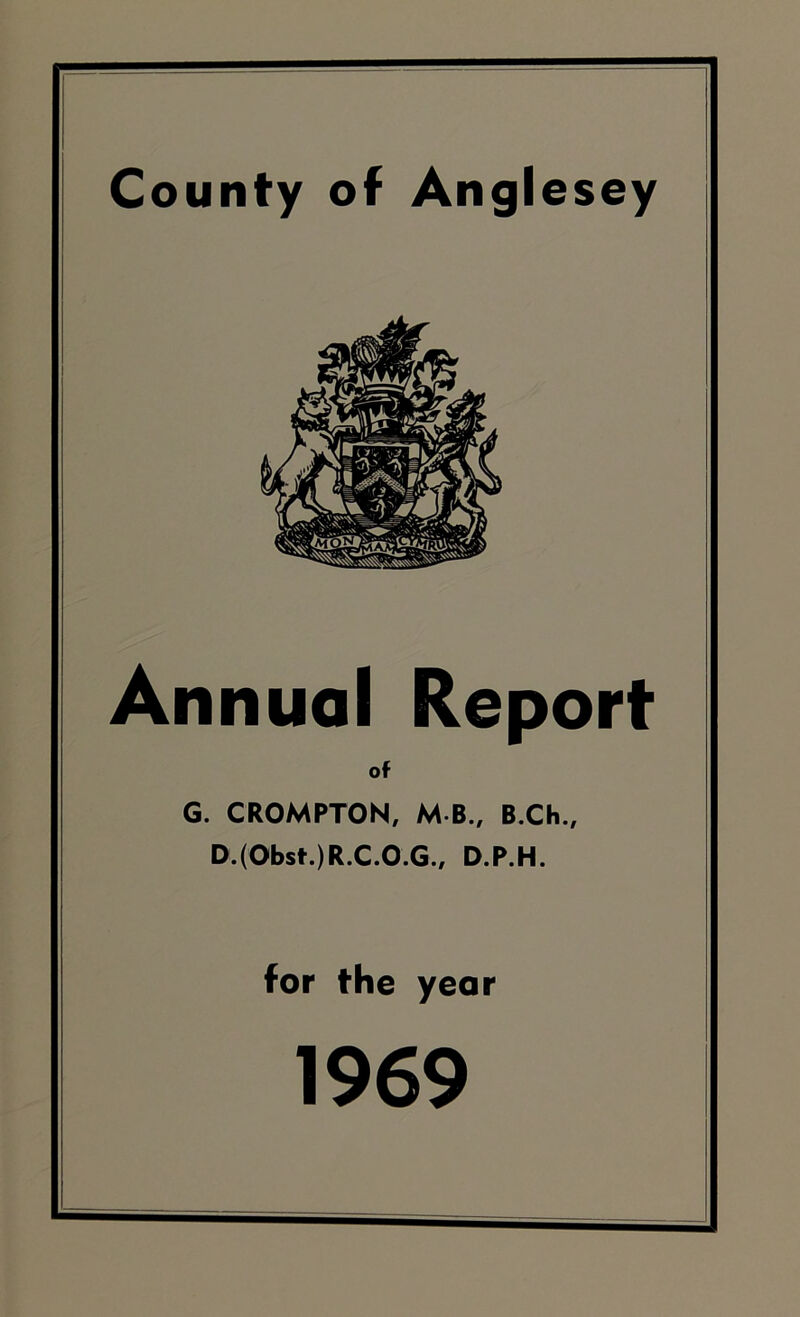 County of Anglesey
MON MAM CYMRU
Annual Report
of
G. CROMPTON, M.B., B.Ch.,
D.(Obst.)R.C.O.G., D.P.H.
for the year
1969